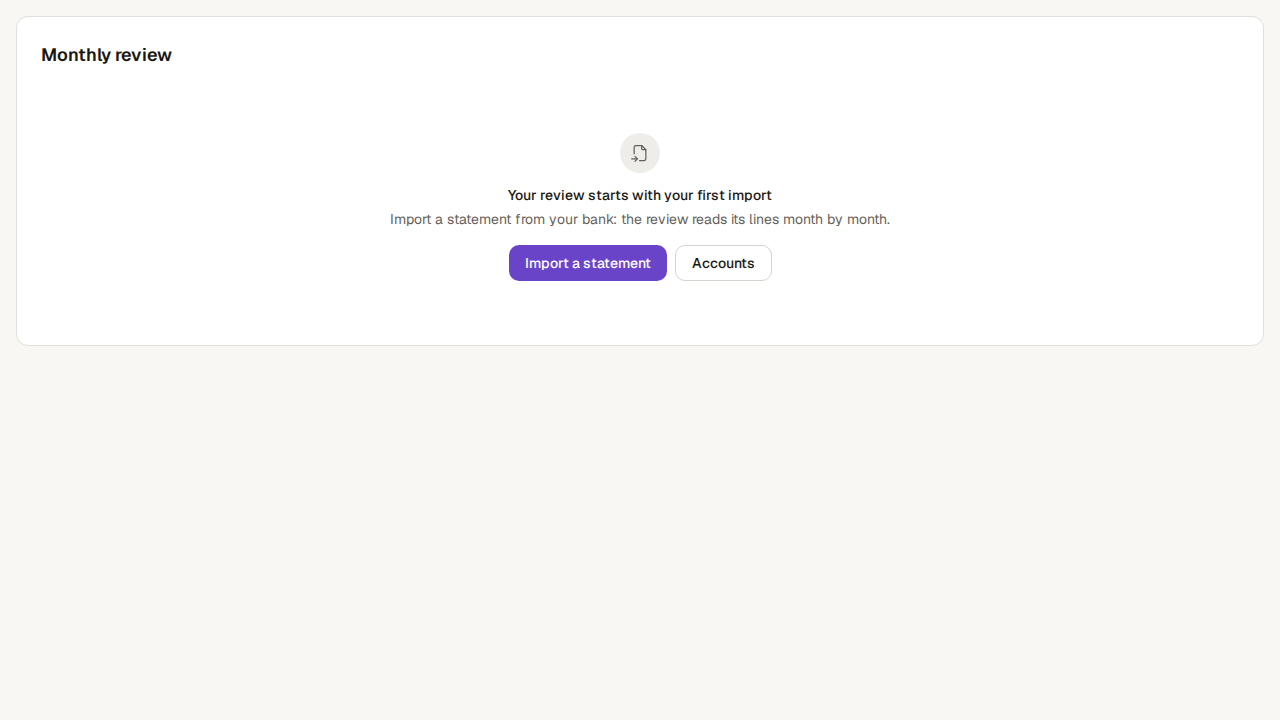 Monthly review
Your review starts with your first import
Import a statement from your bank: the review reads its lines month by month.
Import a statement
Accounts